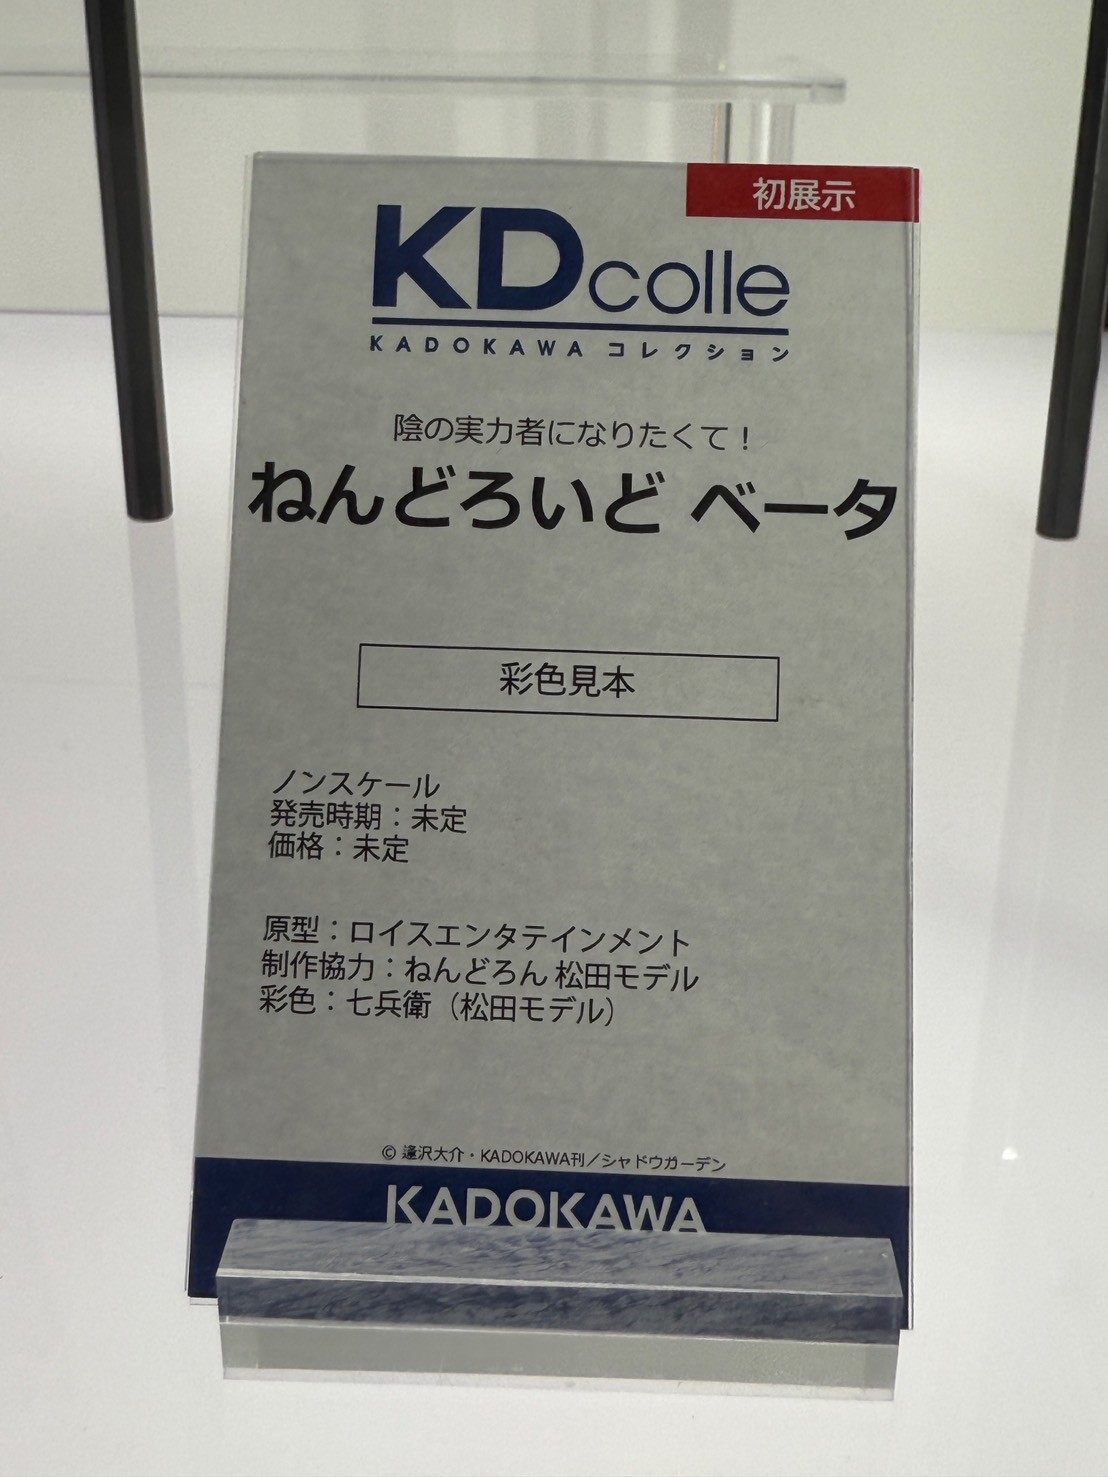 初展示
KDcolle
KADOKAWA コレクション
陰の実力者になりたくて！
ねんどろいど ベータ
彩色見本
ノンスケール
発売時期：未定
価格：未定
原型：ロイスエンタテインメント
制作協力：ねんどろん 松田モデル
彩色：七兵衛（松田モデル）
© 逢沢大介・KADOKAWA刊／シャドウガーデン
KADOKAWA